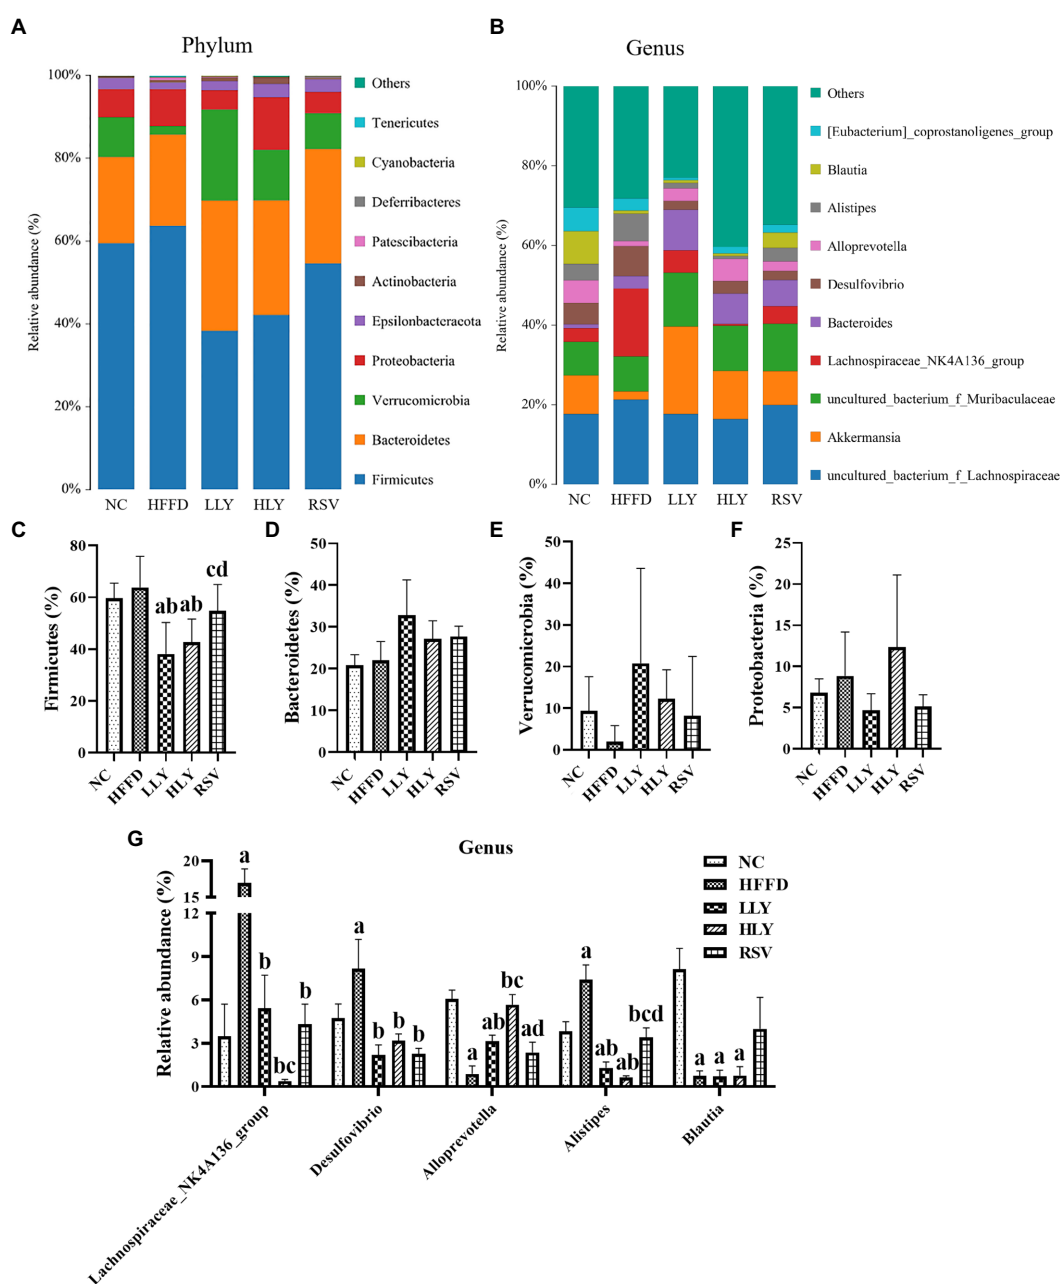 A
Phylum
Relative abundance (%)
100%
80%
60%
40%
20%
0%
NC HFFD LLY HLY RSV
Others
Tenericutes
Cyanobacteria
Deferribacteres
Patescibacteria
Actinobacteria
Epsilonbacteraeota
Proteobacteria
Verrucomicrobia
Bacteroidetes
Firmicutes
B
Genus
Relative abundance (%)
100%
80%
60%
40%
20%
0%
NC HFFD LLY HLY RSV
Others
[Eubacterium]_coprostanoligenes_group
Blautia
Alistipes
Alloprevotella
Desulfovibrio
Bacteroides
Lachnospiraceae_NK4A136_group
uncultured_bacterium_f_Muribaculaceae
Akkermansia
uncultured_bacterium_f_Lachnospiraceae
C
Firmicutes (%)
80
60
40
20
0
ab ab cd
NC HFFD LLY HLY RSV
D
Bacteroidetes (%)
50
40
30
20
10
0
NC HFFD LLY HLY RSV
E
Verrucomicrobia (%)
50
40
30
20
10
0
NC HFFD LLY HLY RSV
F
Proteobacteria (%)
25
20
15
10
5
0
NC HFFD LLY HLY RSV
G
Genus
Relative abundance (%)
20
15
12
9
6
3
0
a b bc b
a b b b
a ab bc ad
a ab ab bcd
a a a
Lachnospiraceae_NK4A136_group
Desulfovibrio
Alloprevotella
Alistipes
Blautia
NC
HFFD
LLY
HLY
RSV